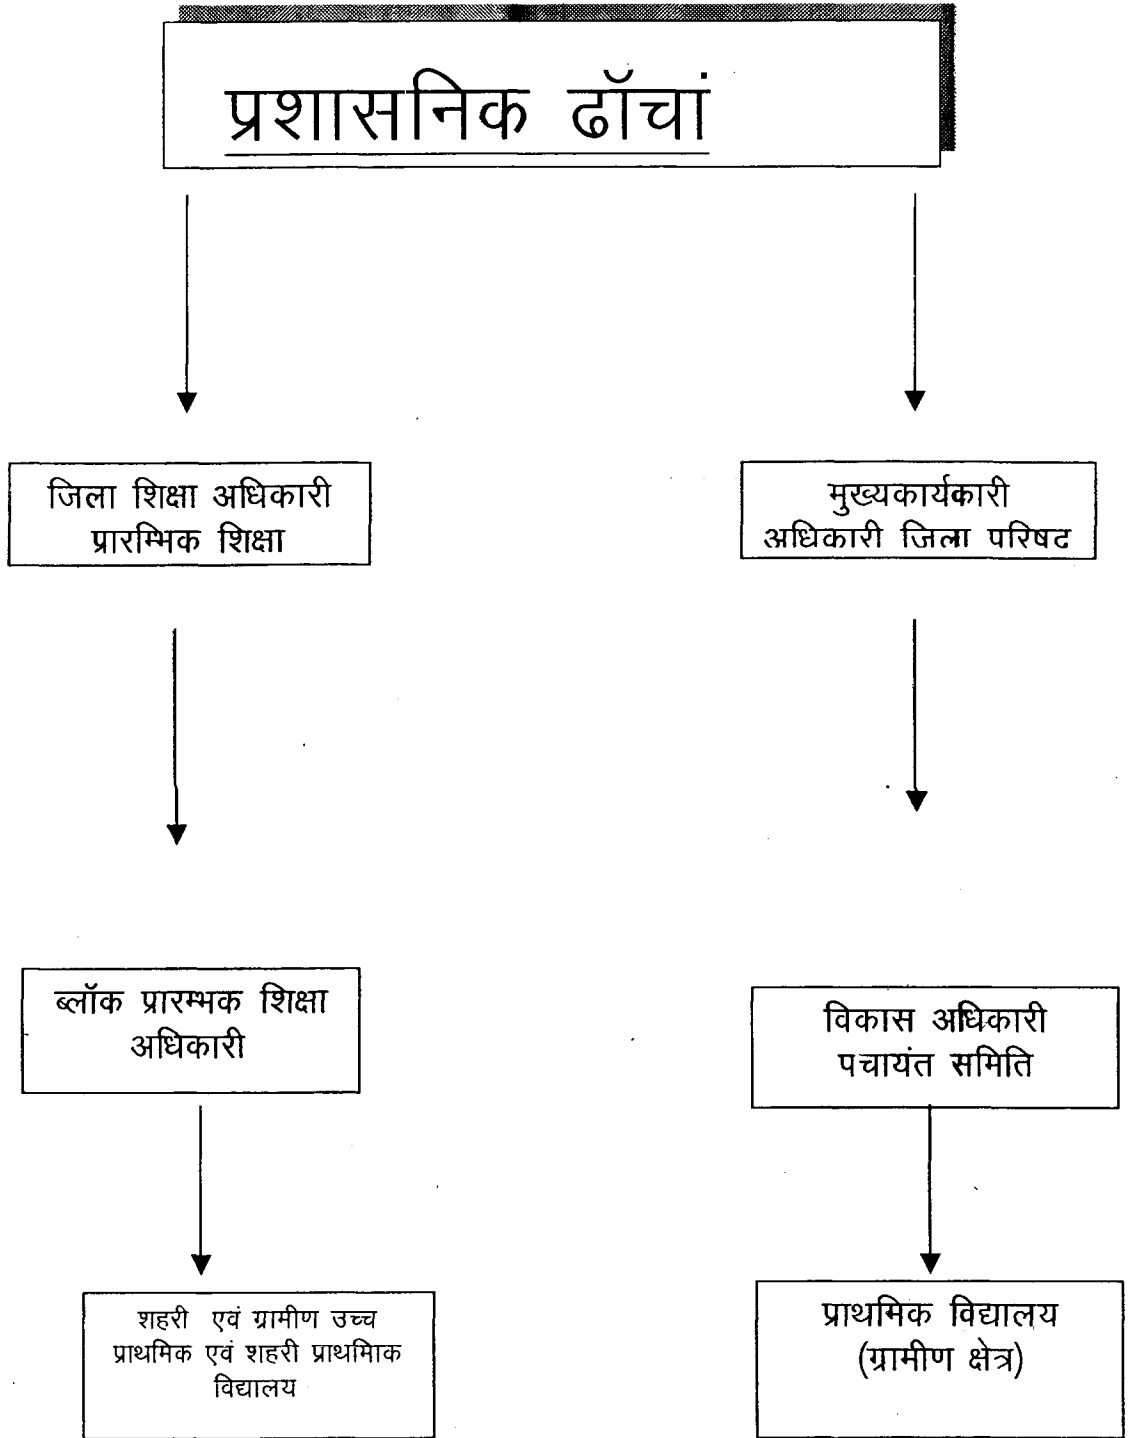 प्रशासनिक ढॉचां
जिला शिक्षा अधिकारी
प्रारम्भिक शिक्षा
मुख्यकार्यकारी
अधिकारी जिला परिषद
ब्लॉक प्रारम्भक शिक्षा
अधिकारी
विकास अधिकारी
पचायंत समिति
शहरी एवं ग्रामीण उच्च
प्राथमिक एवं शहरी प्राथमिाक
विद्यालय
प्राथमिक विद्यालय
(ग्रामीण क्षेत्र)